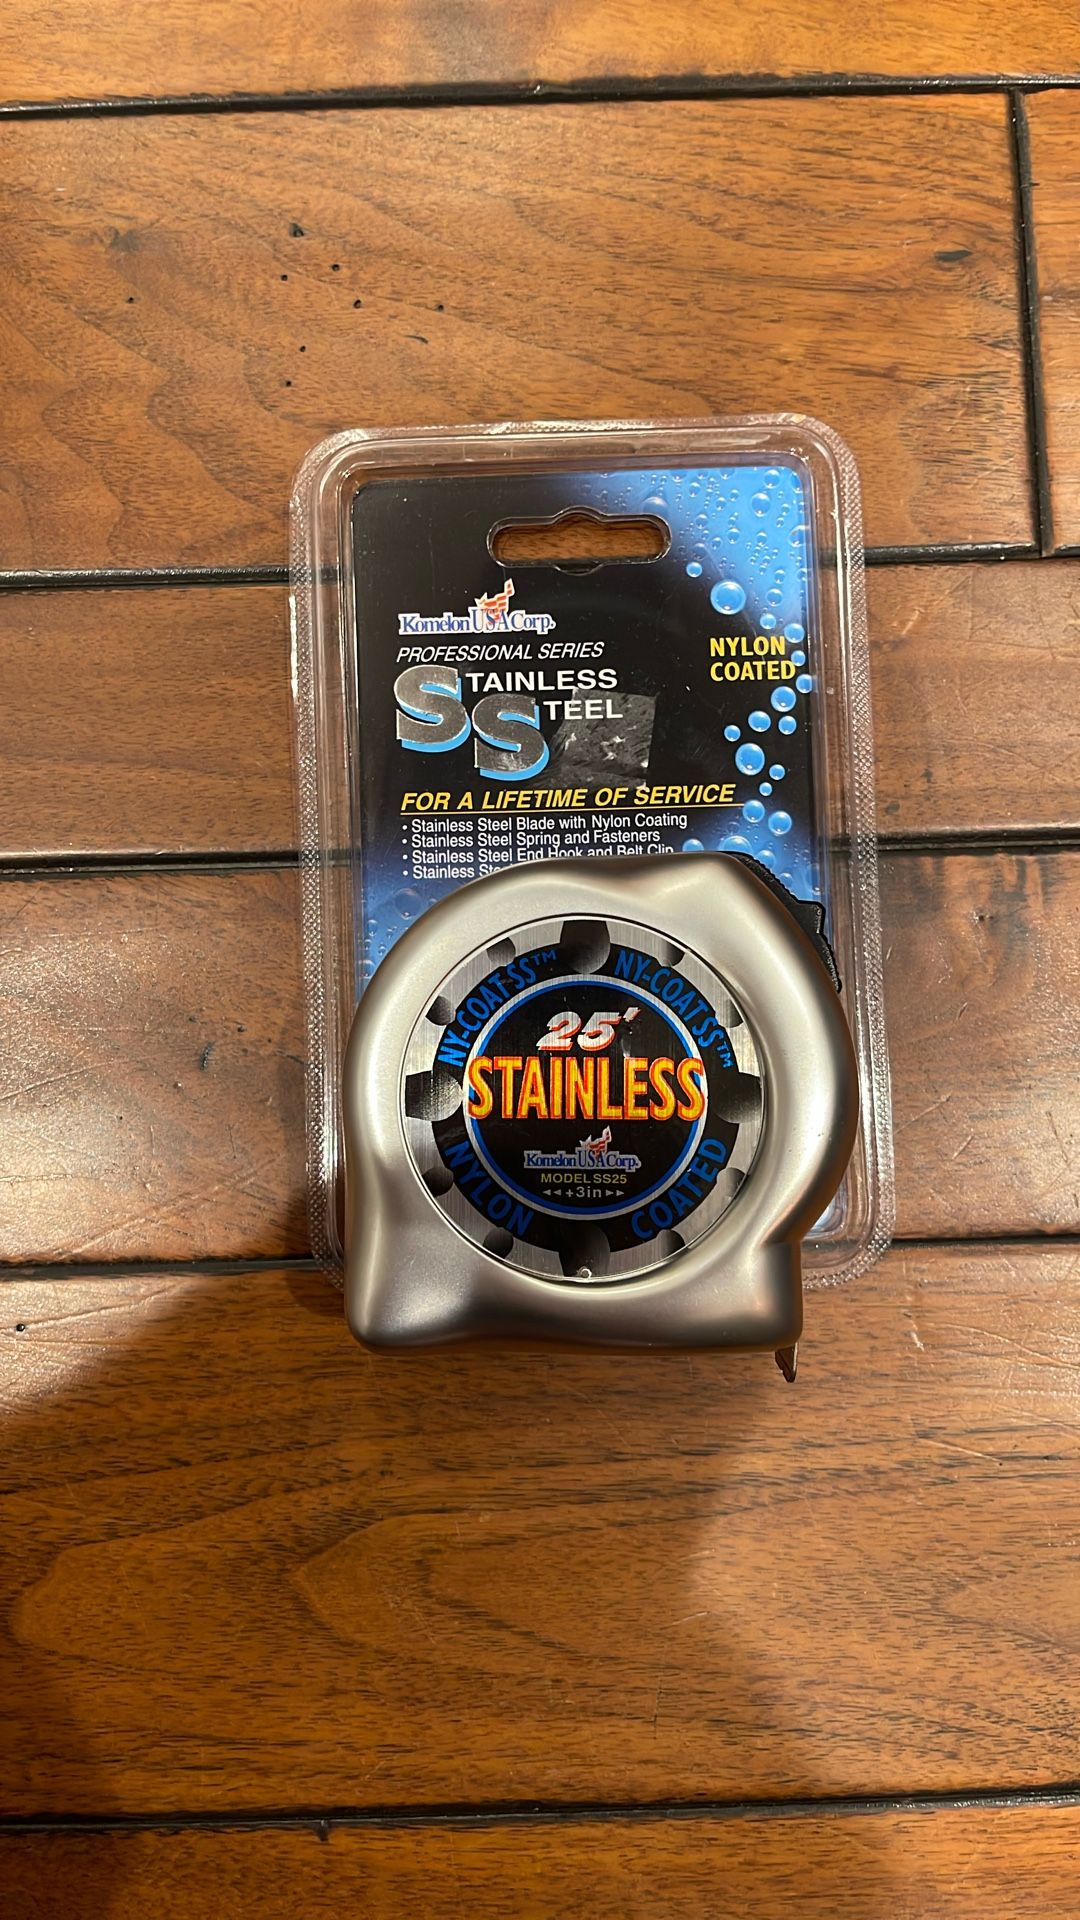 Komelon USA Corp.
PROFESSIONAL SERIES
STAINLESS
STEEL
NYLON
COATED
FOR A LIFETIME OF SERVICE
• Stainless Steel Blade with Nylon Coating
• Stainless Steel Spring and Fasteners
• Stainless Steel End Hook and Belt Clip
• Stainless
NY-COAT SS™
NY-COAT SS™
25'
STAINLESS
Komelon USA Corp.
MODEL SS25
◄◄+3in►►
NYLON
COATED